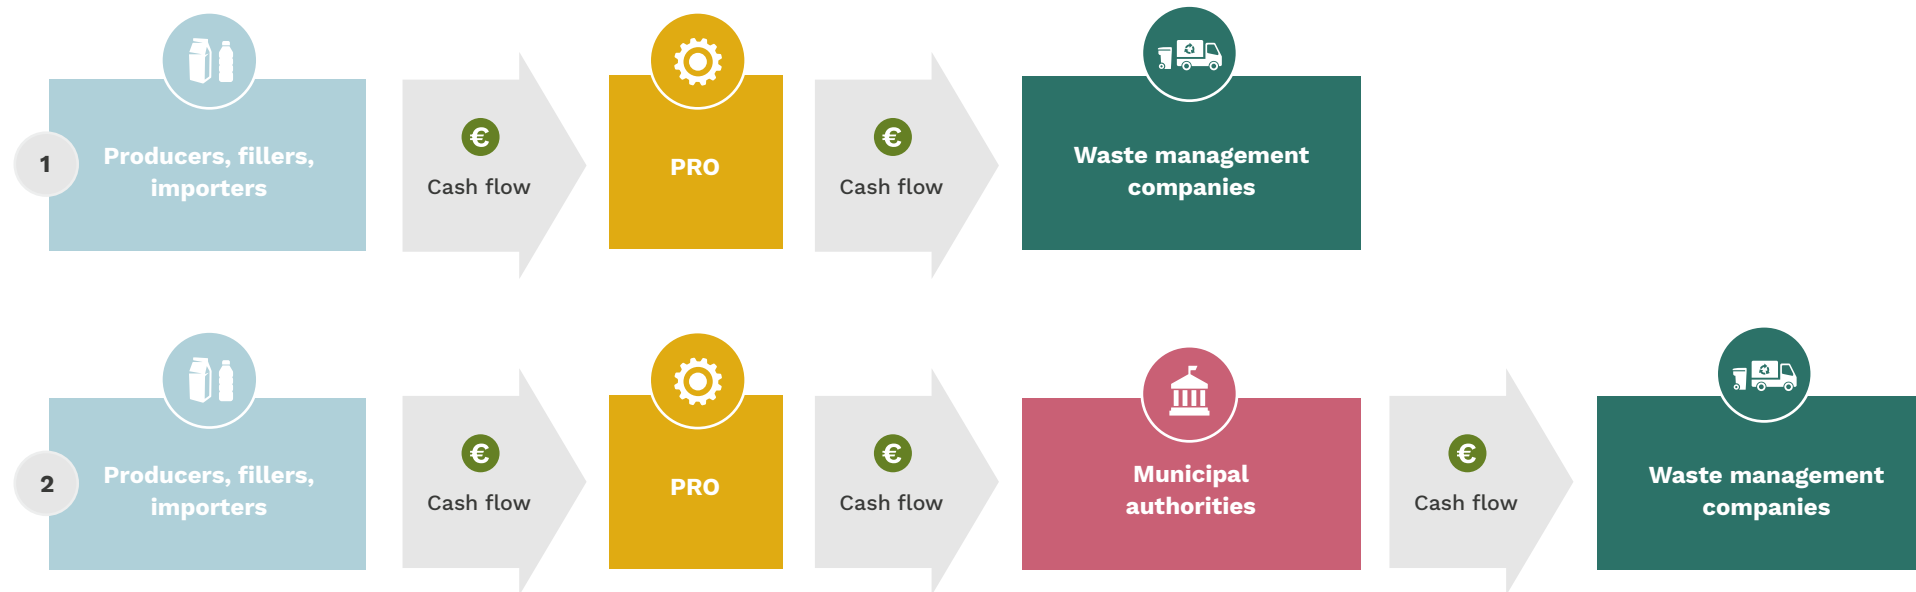 1
Producers, fillers,
importers
€
Cash flow
PRO
€
Cash flow
Waste management
companies
2
Producers, fillers,
importers
€
Cash flow
PRO
€
Cash flow
Municipal
authorities
€
Cash flow
Waste management
companies